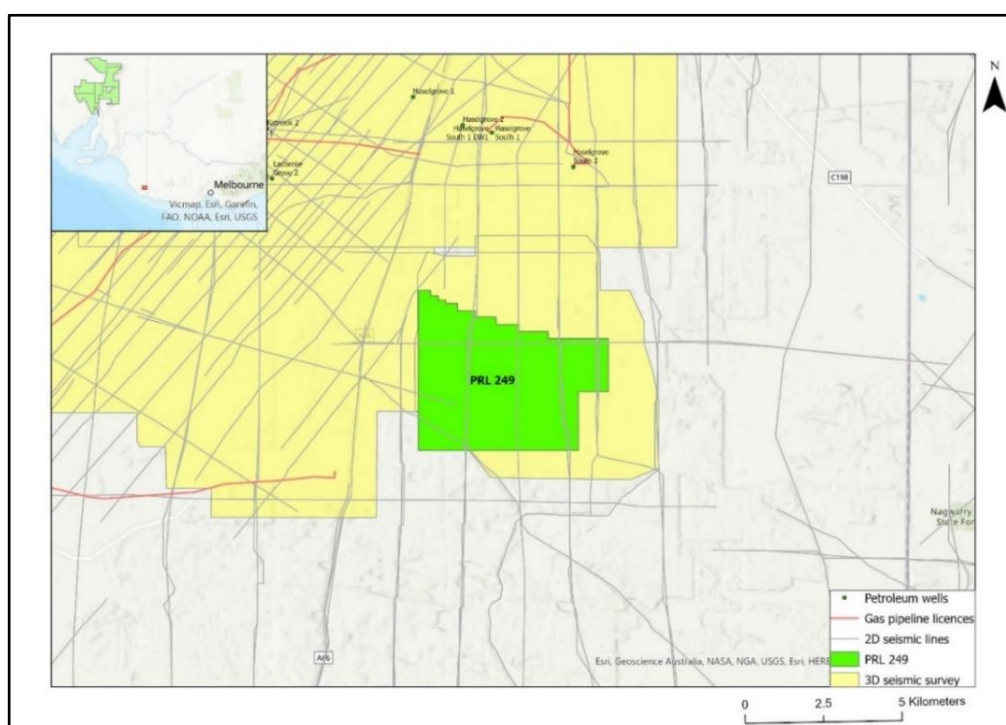 N
Haselgrove 1
Haselgrove 2
Haselgrove
South 1 DW1
Haselgrove
South 1
Haselgrove
South 2
Katnook 2
Ladbroke
Grove 2
Melbourne
Vicmap, Esri, Garmin,
FAO, NOAA, Esri, USGS
C198
PRL 249
Nagwarry
State For
A66
Petroleum wells
Gas pipeline licences
2D seismic lines
PRL 249
3D seismic survey
Esri, Geoscience Australia, NASA, NGA, USGS, Esri, HERE
0 2.5 5 Kilometers